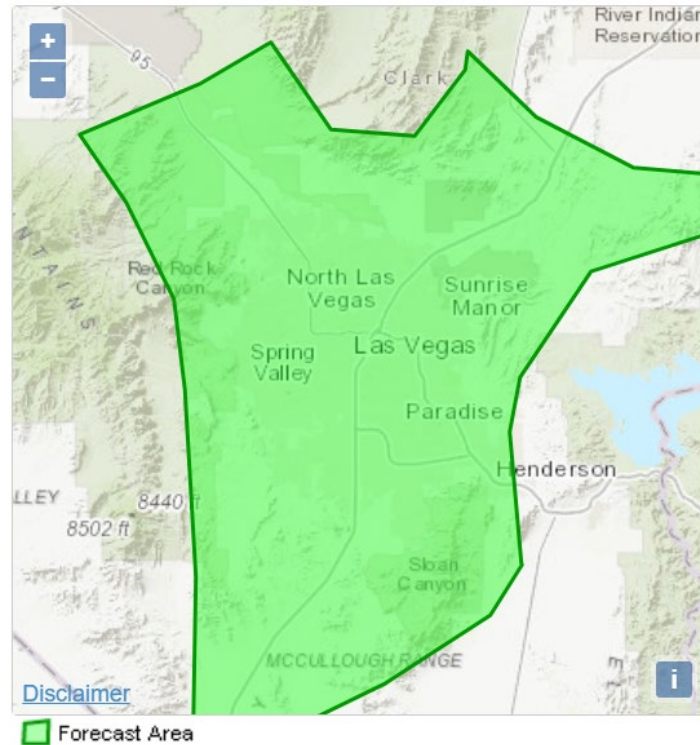 River Indian
Reservation
+
−
95
Clark
NTAINS
Red Rock
Canyon
North Las
Vegas
Sunrise
Manor
Spring
Valley
Las Vegas
Paradise
Henderson
LLEY
8440 ft
8502 ft
Sloan
Canyon
MCCULLOUGH RANGE
Disclaimer
i
Forecast Area